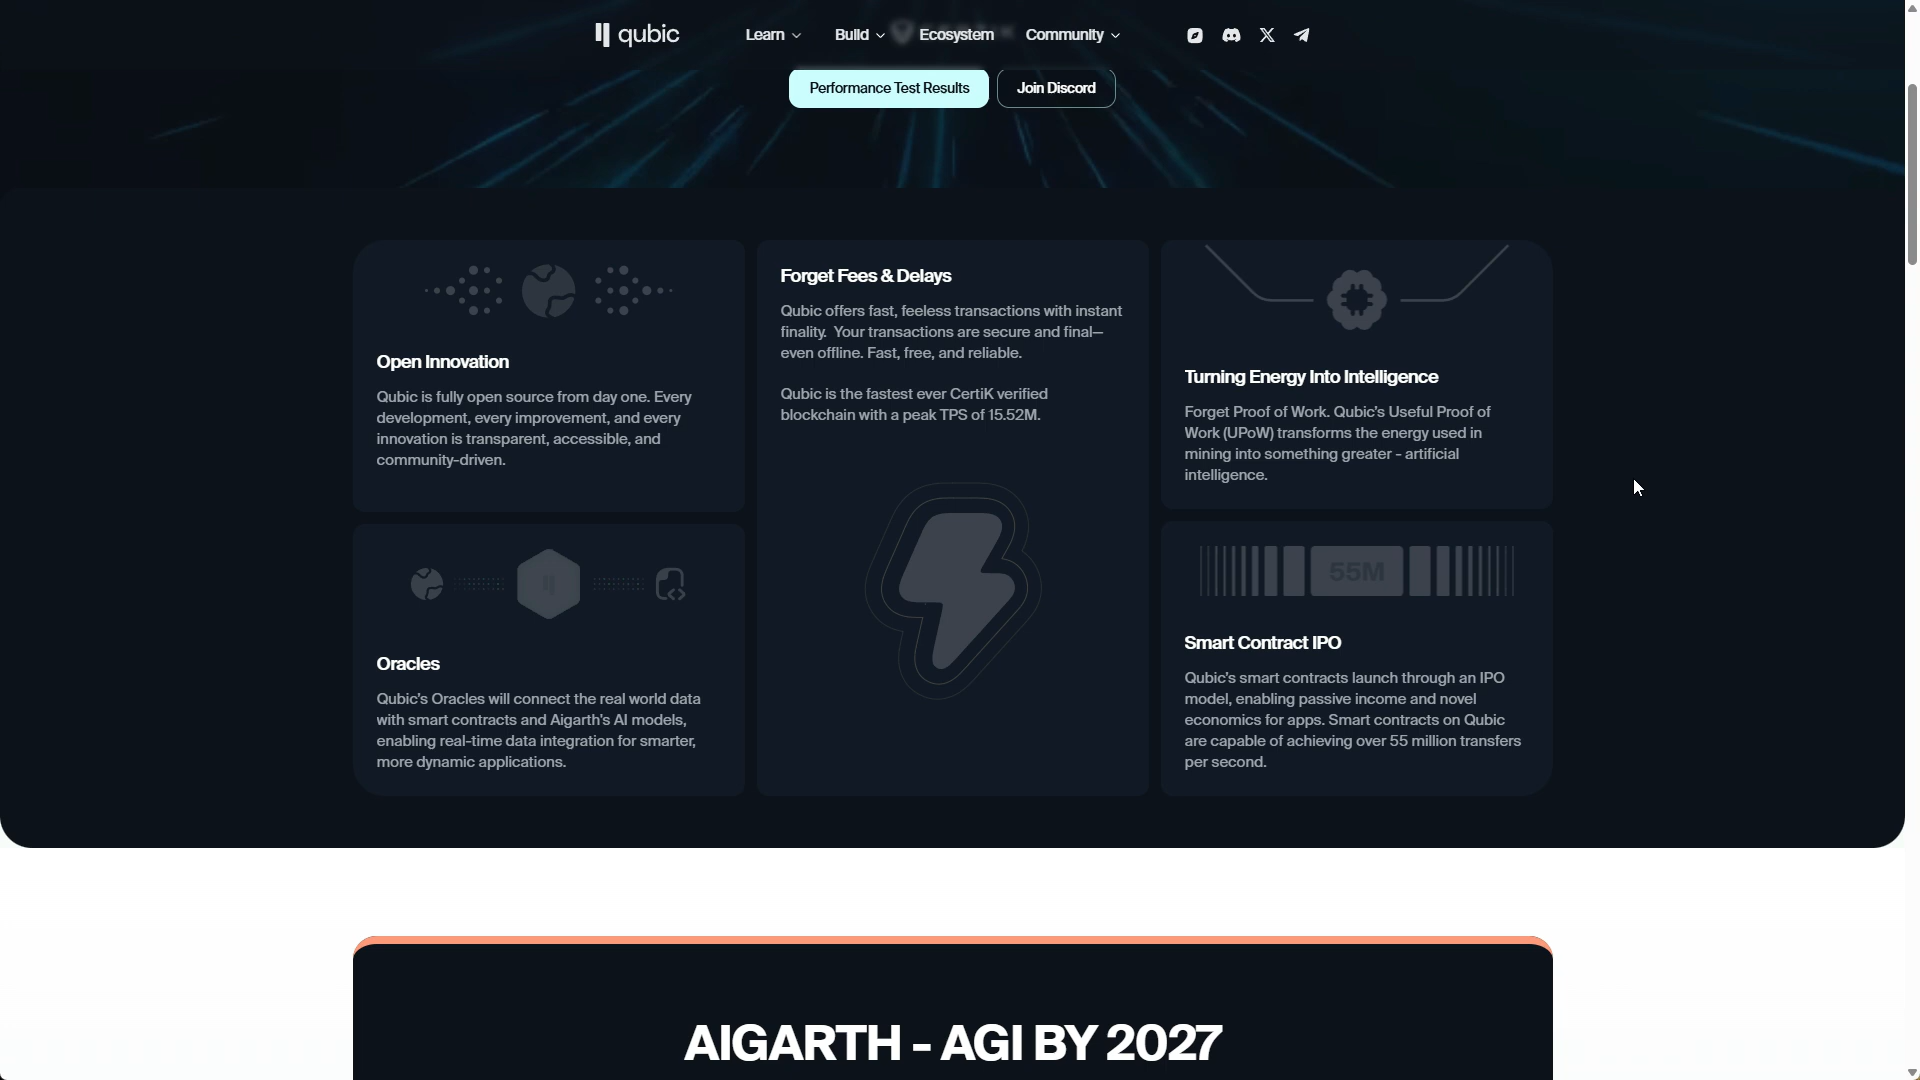 qubic
Learn
Build
Ecosystem
Community
Performance Test Results
Join Discord
Open Innovation
Qubic is fully open source from day one. Every
development, every improvement, and every
innovation is transparent, accessible, and
community-driven.
Oracles
Qubic's Oracles will connect the real world data
with smart contracts and Aigarth's AI models,
enabling real-time data integration for smarter,
more dynamic applications.
Forget Fees & Delays
Qubic offers fast, feeless transactions with instant
finality.  Your transactions are secure and final—
even offline. Fast, free, and reliable.
Qubic is the fastest ever CertiK verified
blockchain with a peak TPS of 15.52M.
Turning Energy Into Intelligence
Forget Proof of Work. Qubic's Useful Proof of
Work (UPoW) transforms the energy used in
mining into something greater - artificial
intelligence.
55M
Smart Contract IPO
Qubic's smart contracts launch through an IPO
model, enabling passive income and novel
economics for apps. Smart contracts on Qubic
are capable of achieving over 55 million transfers
per second.
AIGARTH - AGI BY 2027